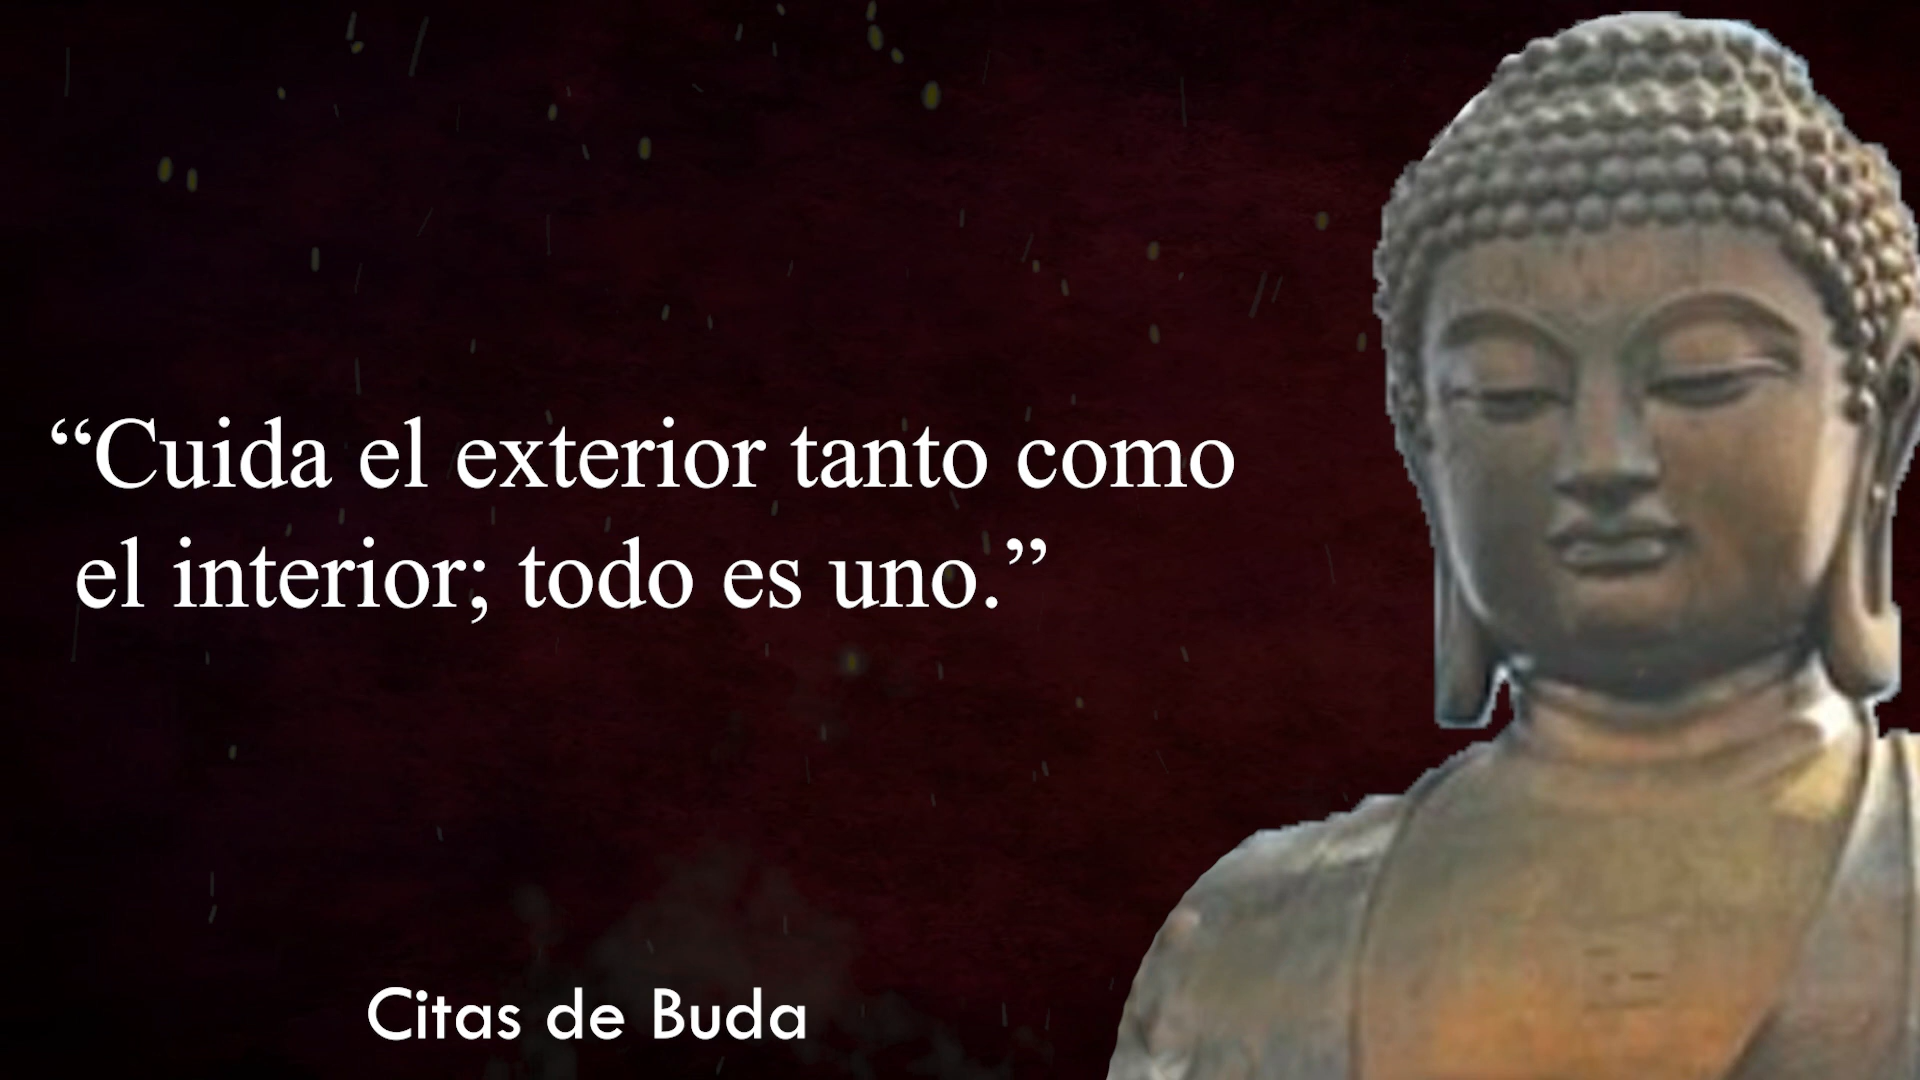 “Cuida el exterior tanto como
el interior; todo es uno.”
Citas de Buda